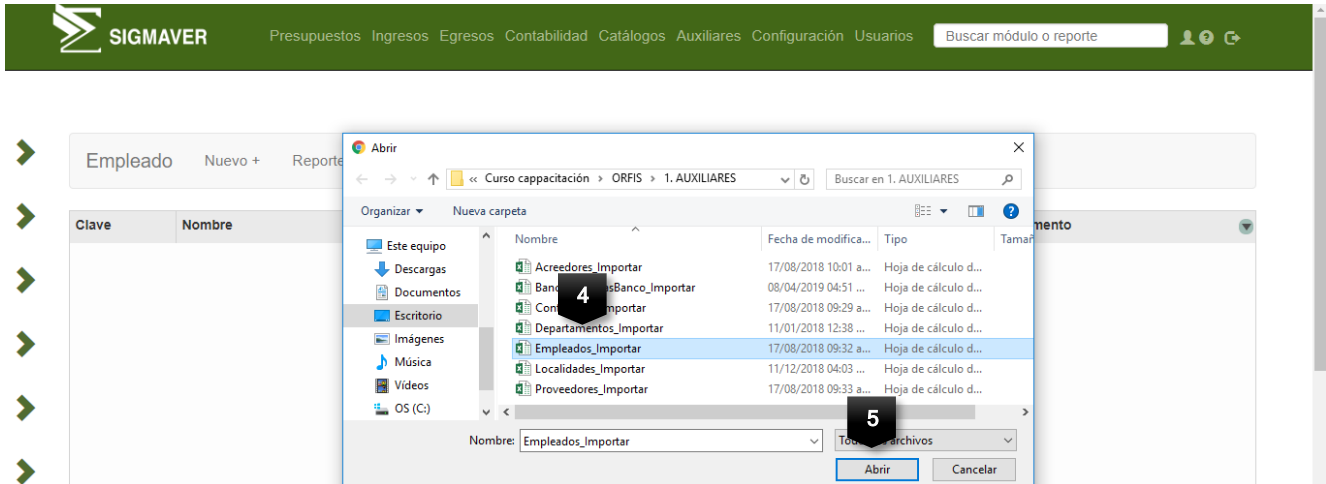 SIGMAVER
Presupuestos Ingresos Egresos Contabilidad Catálogos Auxiliares Configuración Usuarios
Buscar módulo o reporte
Empleado Nuevo + Reporte
Abrir
« Curso cappacitación › ORFIS › 1. AUXILIARES
Buscar en 1. AUXILIARES
Organizar Nueva carpeta
Clave Nombre
mento
Este equipo
Descargas
Documentos
Escritorio
Imágenes
Música
Vídeos
OS (C:)
Nombre Fecha de modifica... Tipo Tamañ
Acreedores_Importar 17/08/2018 10:01 a... Hoja de cálculo d...
Banc sBanco_Importar 08/04/2019 04:51 ... Hoja de cálculo d...
Cont mportar 17/08/2018 09:29 a... Hoja de cálculo d...
Departamentos_Importar 11/01/2018 12:38 ... Hoja de cálculo d...
Empleados_Importar 17/08/2018 09:32 a... Hoja de cálculo d...
Localidades_Importar 11/12/2018 04:03 ... Hoja de cálculo d...
Proveedores_Importar 17/08/2018 09:33 a... Hoja de cálculo d...
4
5
Nombre: Empleados_Importar
archivos
Abrir Cancelar